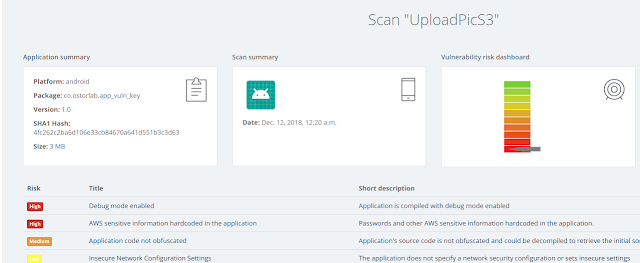 Scan "UploadPicS3"
Application summary
Platform: android
Package: co.ostorlab.app_vuln_key
Version: 1.0
SHA1 Hash:
4fc262c2ba6d106e33cb84670a641d551b3c3d63
Size: 3 MB
Scan summary
Date: Dec. 12, 2018, 12:20 a.m.
Vulnerability risk dashboard
Risk Title Short description
High Debug mode enabled Application is compiled with debug mode enabled
High AWS sensitive information hardcoded in the application Passwords and other AWS sensitive information hardcoded in the application.
Medium Application code not obfuscated Application's source code is not obfuscated and could be decompiled to retrieve the initial
Insecure Network Configuration Settings The application does not specify a network security configuration or sets insecure settings